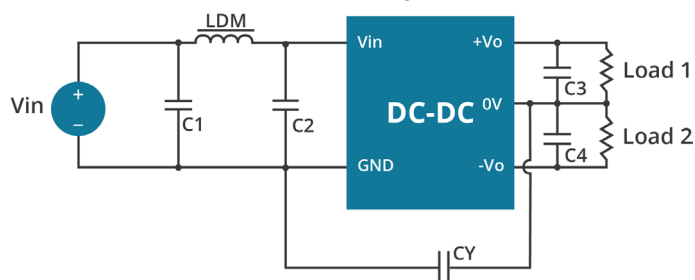 LDM
Vin
+
−
C1
C2
Vin
+Vo
DC-DC
0V
GND
-Vo
C3
C4
Load 1
Load 2
CY